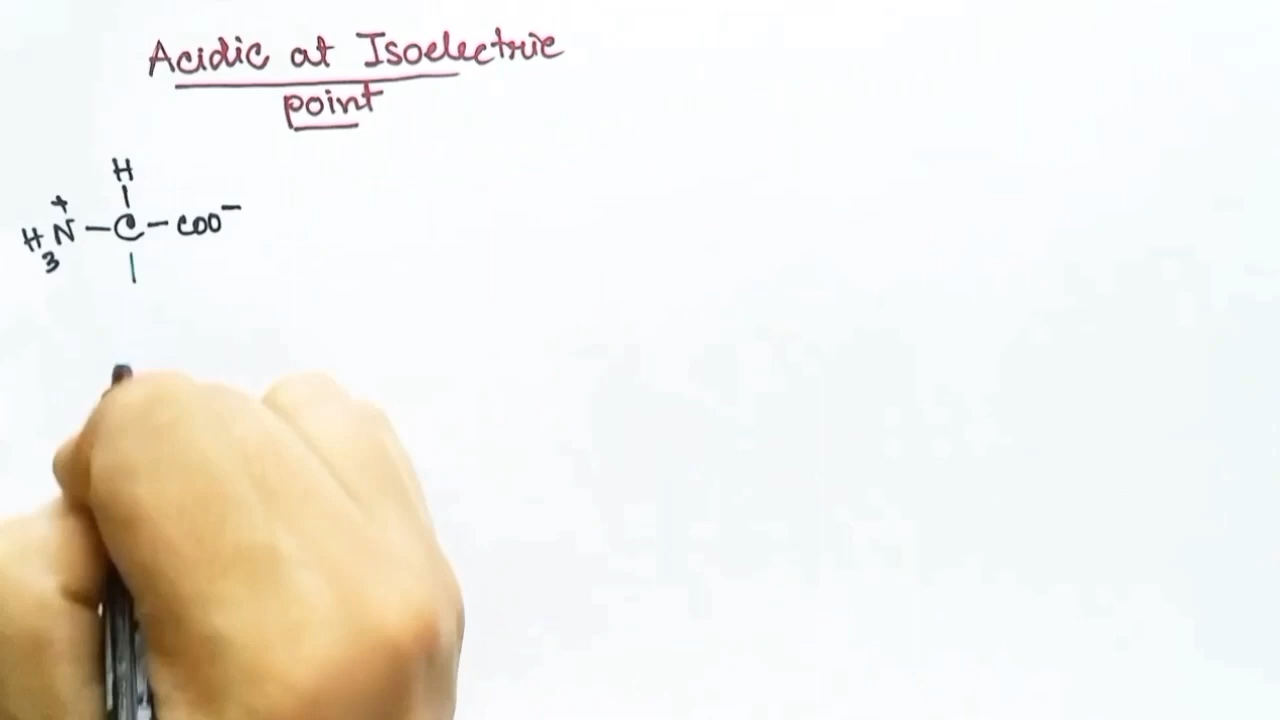 Acidic at Isoelectric
point
H
+
H3N - C - COO-